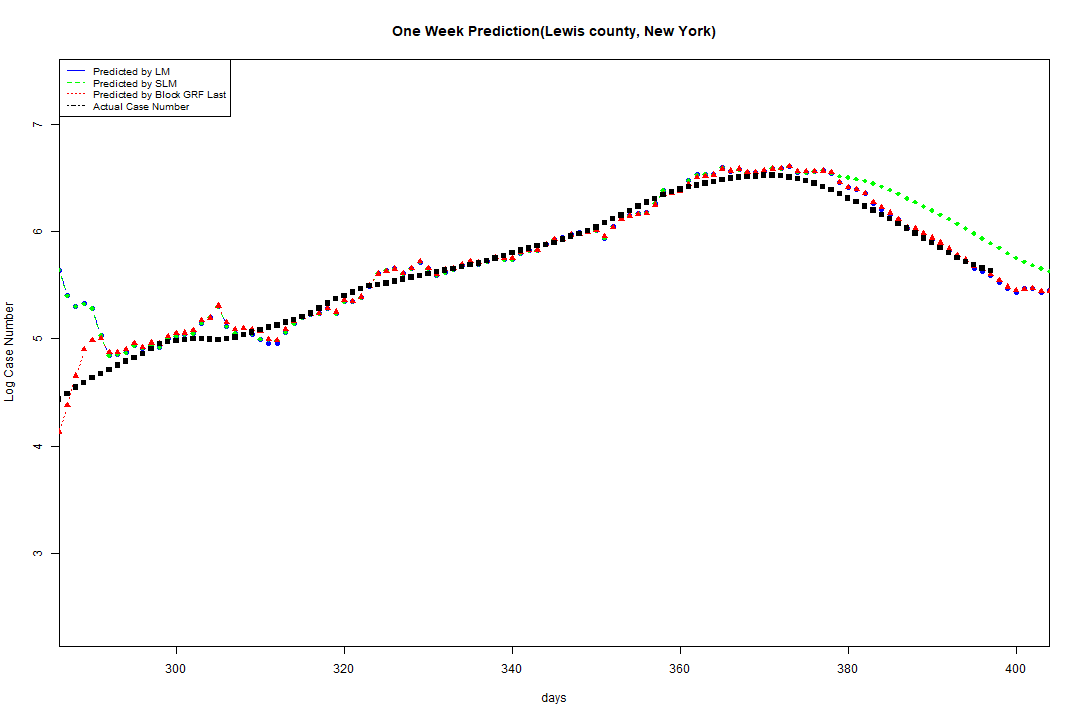 One Week Prediction(Lewis county, New York)
Predicted by LM
Predicted by SLM
Predicted by Block GRF Last
Actual Case Number
7
6
5
4
3
Log Case Number
300 320 340 360 380 400
days